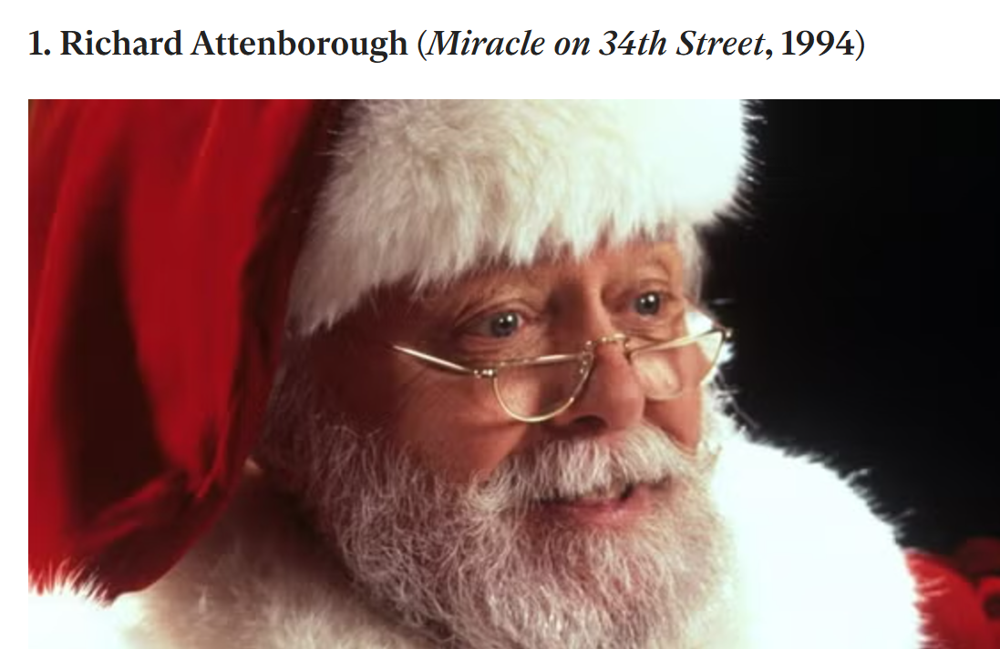 1. Richard Attenborough (Miracle on 34th Street, 1994)